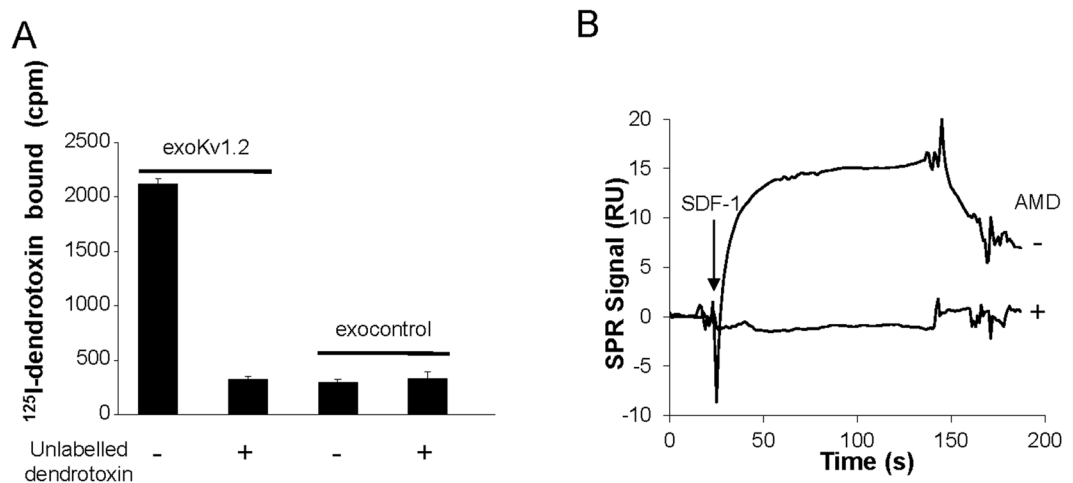 A
¹²⁵I-dendrotoxin bound (cpm)
2500
2000
1500
1000
500
0
exoKv1.2
exocontrol
Unlabelled
dendrotoxin
- + - +
B
SPR Signal (RU)
20
15
10
5
0
-5
-10
SDF-1
AMD
-
+
0 50 100 150 200
Time (s)